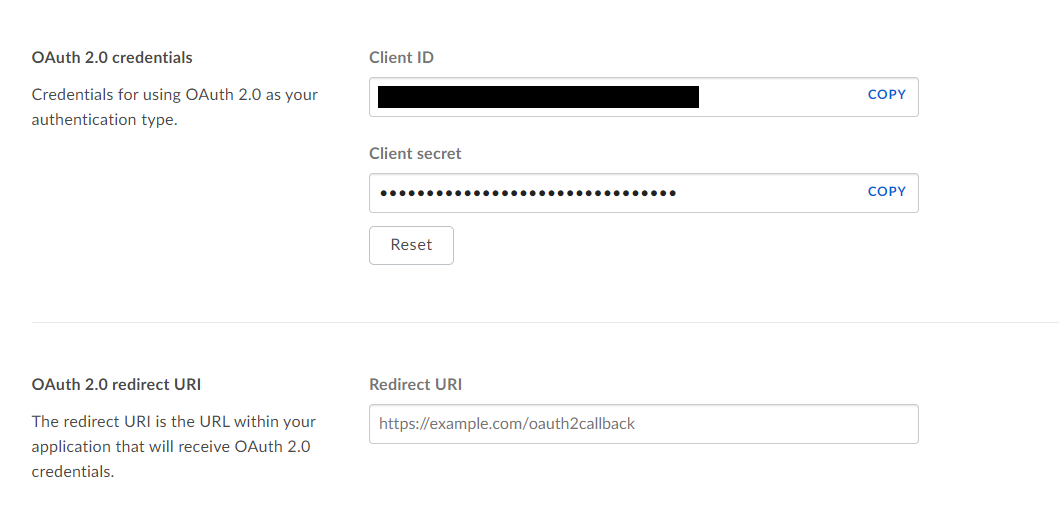 OAuth 2.0 credentials
Credentials for using OAuth 2.0 as your
authentication type.
Client ID
COPY
Client secret
••••••••••••••••••••••••••••••••
COPY
Reset
OAuth 2.0 redirect URI
The redirect URI is the URL within your
application that will receive OAuth 2.0
credentials.
Redirect URI
https://example.com/oauth2callback